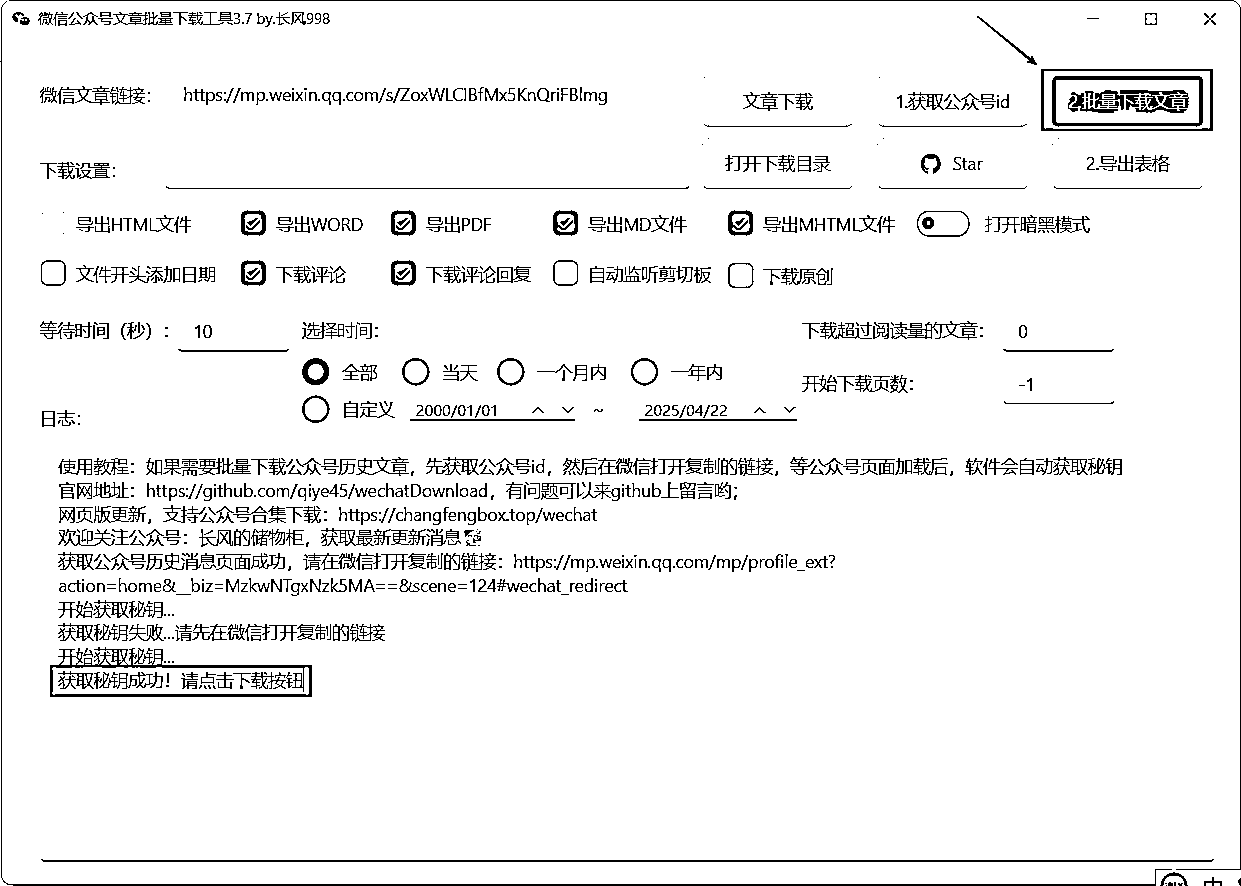 微信公众号文章批量下载工具3.7 by.长风998
微信文章链接： https://mp.weixin.qq.com/s/ZoxWLClBfMx5KnQriFBlmg 文章下载 1.获取公众号id 2.批量下载文章
下载设置： 打开下载目录 Star 2.导出表格
导出HTML文件 导出WORD 导出PDF 导出MD文件 导出MHTML文件 打开暗黑模式
文件开头添加日期 下载评论 下载评论回复 自动监听剪切板 下载原创
等待时间（秒）： 10 选择时间： 下载超过阅读量的文章： 0
全部 当天 一个月内 一年内 开始下载页数： -1
自定义 2000/01/01 ~ 2025/04/22
日志：
使用教程：如果需要批量下载公众号历史文章，先获取公众号id，然后在微信打开复制的链接，等公众号页面加载后，软件会自动获取秘钥
官网地址：https://github.com/qiye45/wechatDownload，有问题可以来github上留言哟；
网页版更新，支持公众号合集下载：https://changfengbox.top/wechat
欢迎关注公众号：长风的储物柜，获取最新更新消息
获取公众号历史消息页面成功，请在微信打开复制的链接：https://mp.weixin.qq.com/mp/profile_ext?
action=home&__biz=MzkwNTgxNzk5MA==&scene=124#wechat_redirect
开始获取秘钥...
获取秘钥失败...请先在微信打开复制的链接
开始获取秘钥...
获取秘钥成功！请点击下载按钮